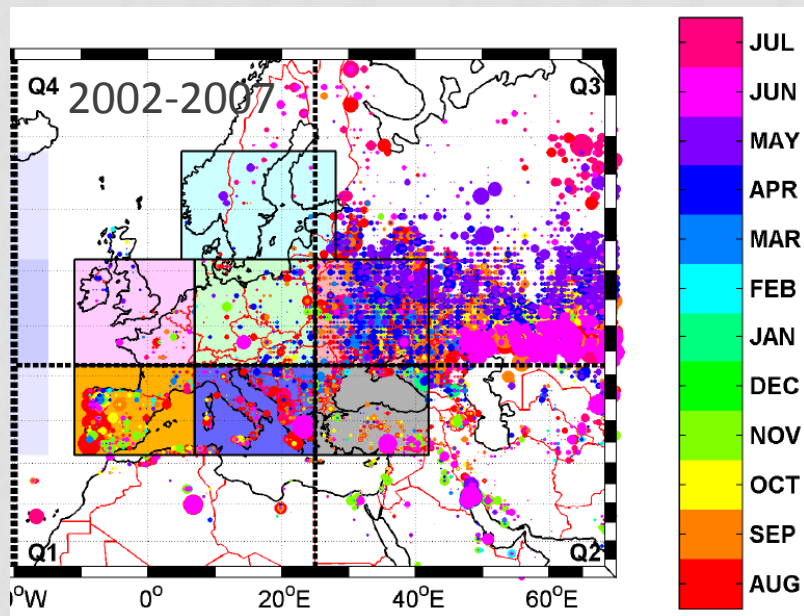 Q4
2002-2007
Q3
Q1
Q2
0°W
0°
20°E
40°E
60°E
JUL
JUN
MAY
APR
MAR
FEB
JAN
DEC
NOV
OCT
SEP
AUG